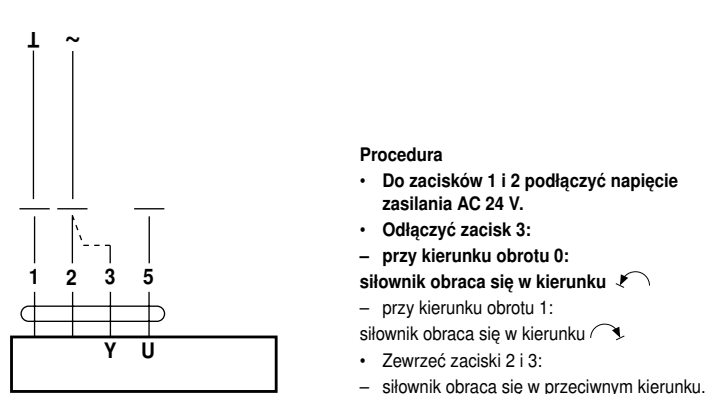 ⊥ ~
1 2 3 5
Y U
Procedura
• Do zacisków 1 i 2 podłączyć napięcie
zasilania AC 24 V.
• Odłączyć zacisk 3:
– przy kierunku obrotu 0:
siłownik obraca się w kierunku
– przy kierunku obrotu 1:
siłownik obraca się w kierunku
• Zewrzeć zaciski 2 i 3:
– siłownik obraca się w przeciwnym kierunku.